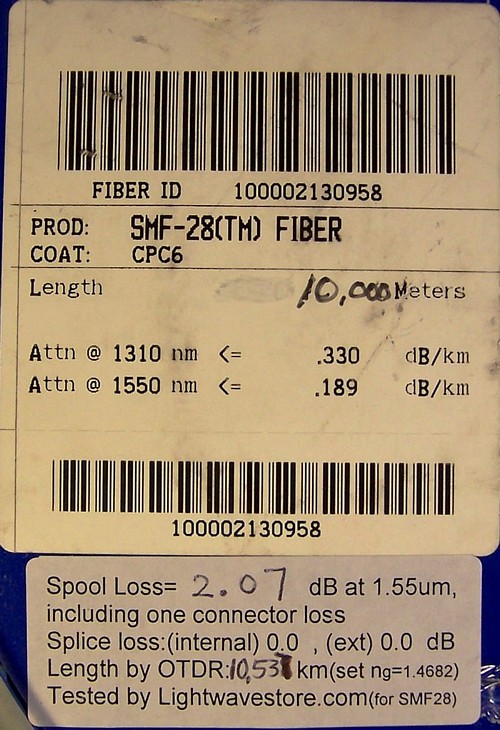 FIBER ID 100002130958
PROD: SMF-28(TM) FIBER
COAT: CPC6
Length 10,000 Meters
Attn @ 1310 nm <= .330 dB/km
Attn @ 1550 nm <= .189 dB/km
100002130958
Spool Loss= 2.07 dB at 1.55um,
including one connector loss
Splice loss:(internal) 0.0 , (ext) 0.0 dB
Length by OTDR: km(set ng=1.4682)
Tested by Lightwavestore.com(for SMF28)